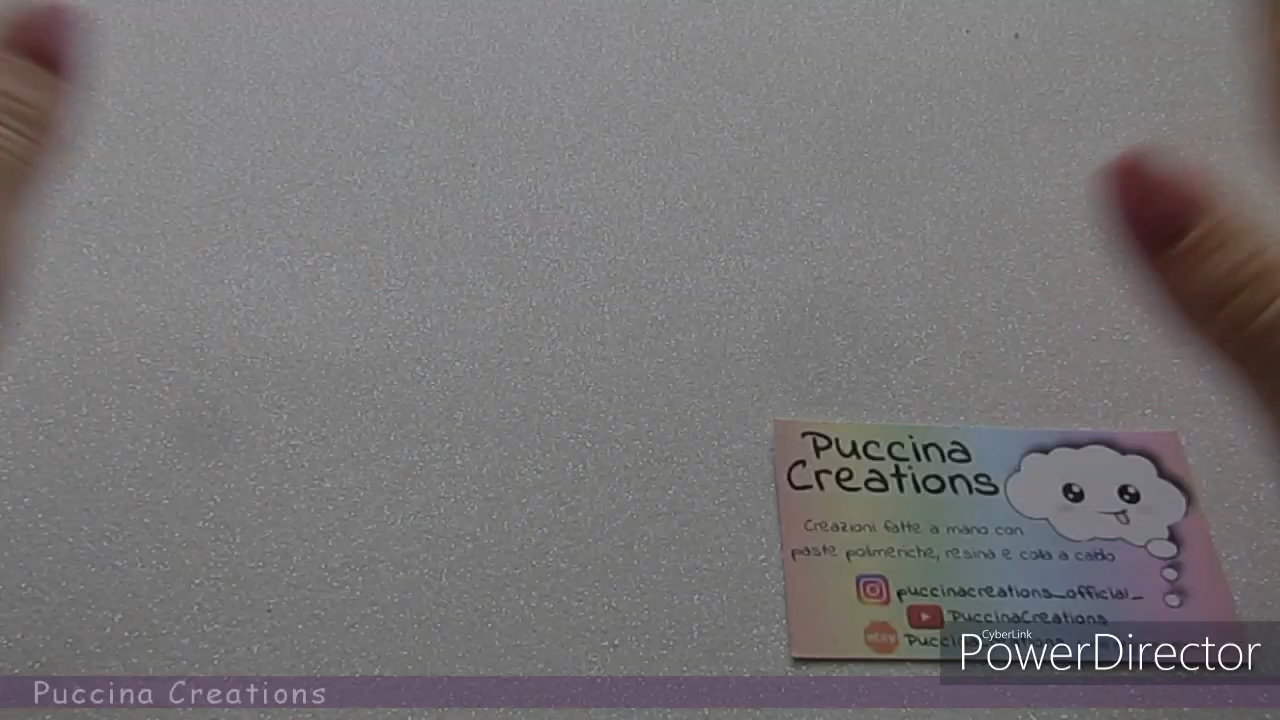 Puccina
Creations
Creazioni fatte a mano con
paste polimeriche, resina e colla a caldo
puccinacreations_official_
PuccinaCreations
CyberLink
PowerDirector
Puccina Creations